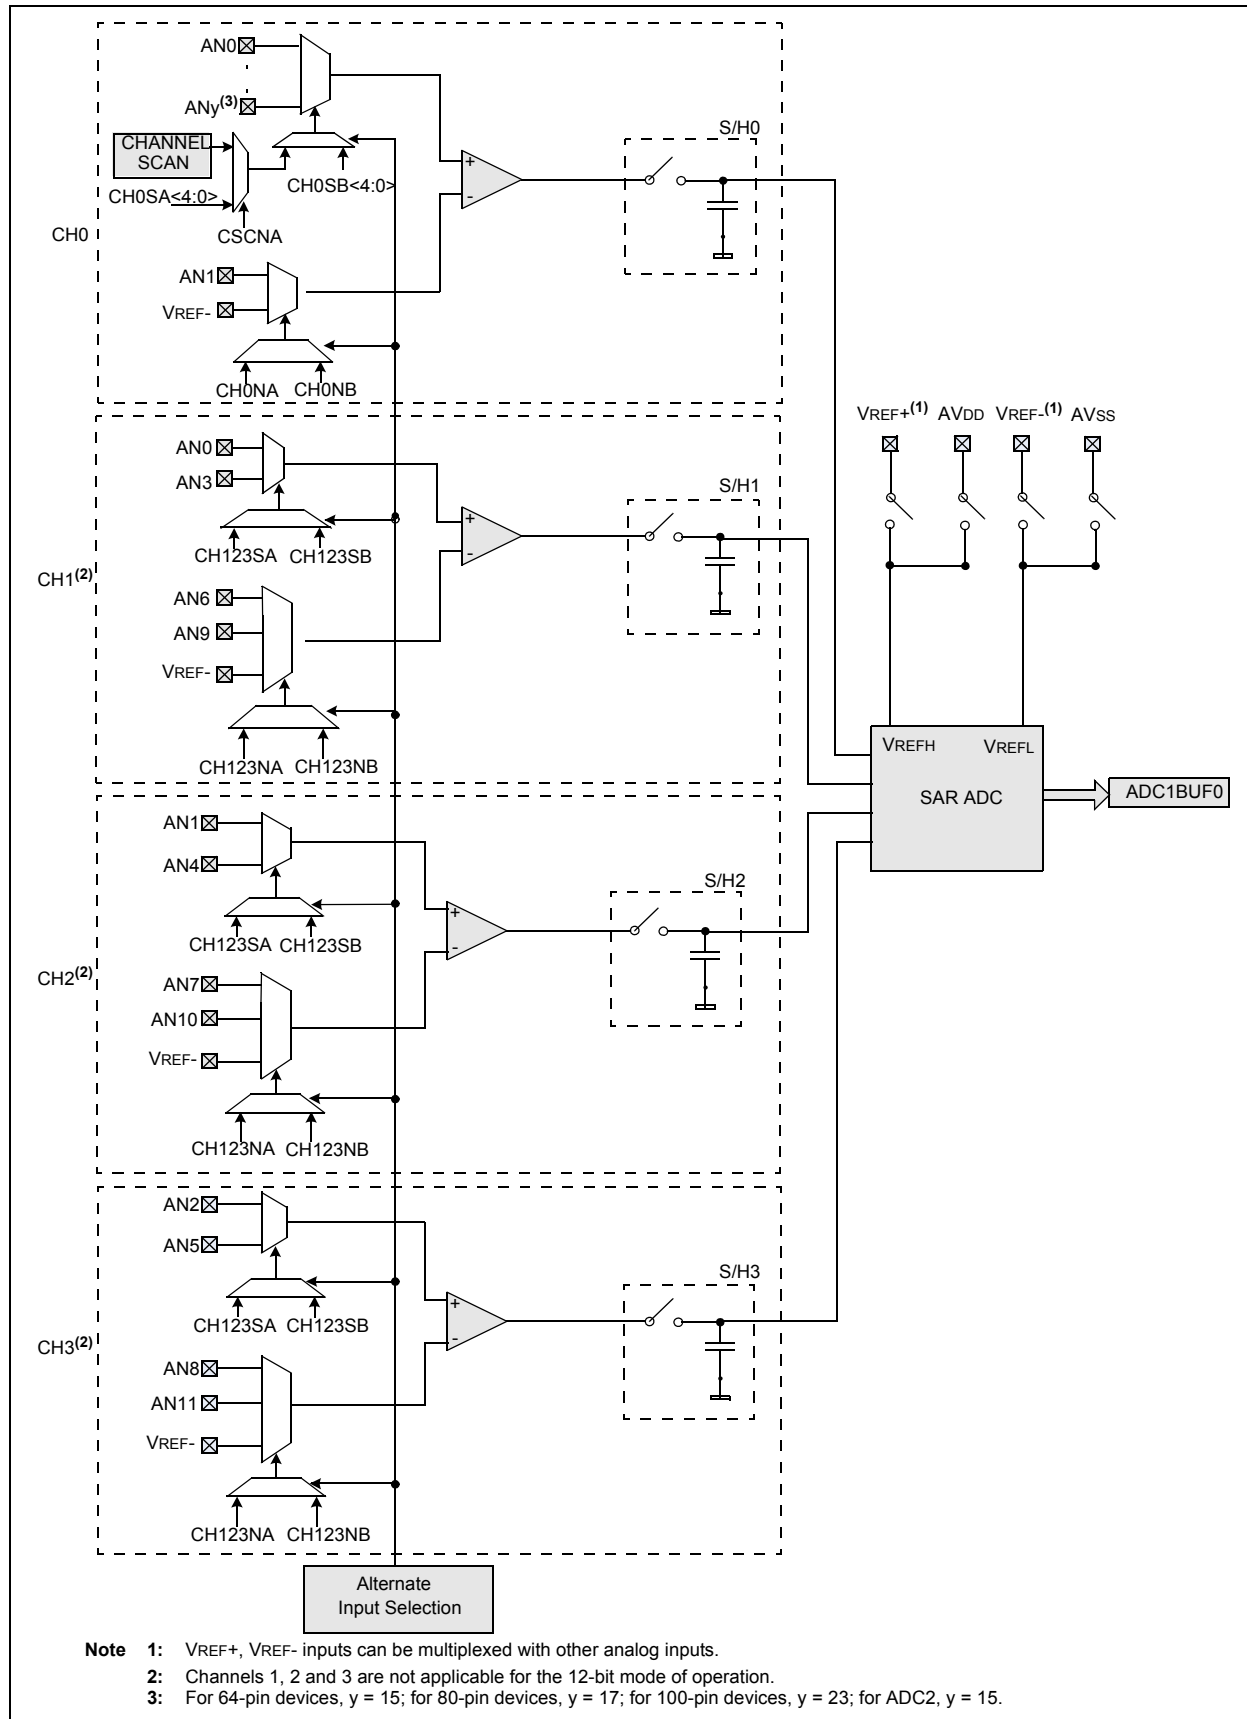 AN0
ANy(3)
CHANNEL
SCAN
CH0SA<4:0>
CH0SB<4:0>
CSCNA
CH0
AN1
VREF-
CH0NA
CH0NB
+
-
S/H0
AN0
AN3
CH123SA
CH123SB
CH1(2)
AN6
AN9
VREF-
CH123NA
CH123NB
+
-
S/H1
VREF+(1) AVDD VREF-(1) AVSS
VREFH VREFL
SAR ADC
ADC1BUF0
AN1
AN4
CH123SA CH123SB
CH2(2)
AN7
AN10
VREF-
CH123NA CH123NB
+
-
S/H2
AN2
AN5
CH123SA CH123SB
CH3(2)
AN8
AN11
VREF-
CH123NA CH123NB
+
-
S/H3
Alternate
Input Selection
Note 1: VREF+, VREF- inputs can be multiplexed with other analog inputs.
2: Channels 1, 2 and 3 are not applicable for the 12-bit mode of operation.
3: For 64-pin devices, y = 15; for 80-pin devices, y = 17; for 100-pin devices, y = 23; for ADC2, y = 15.